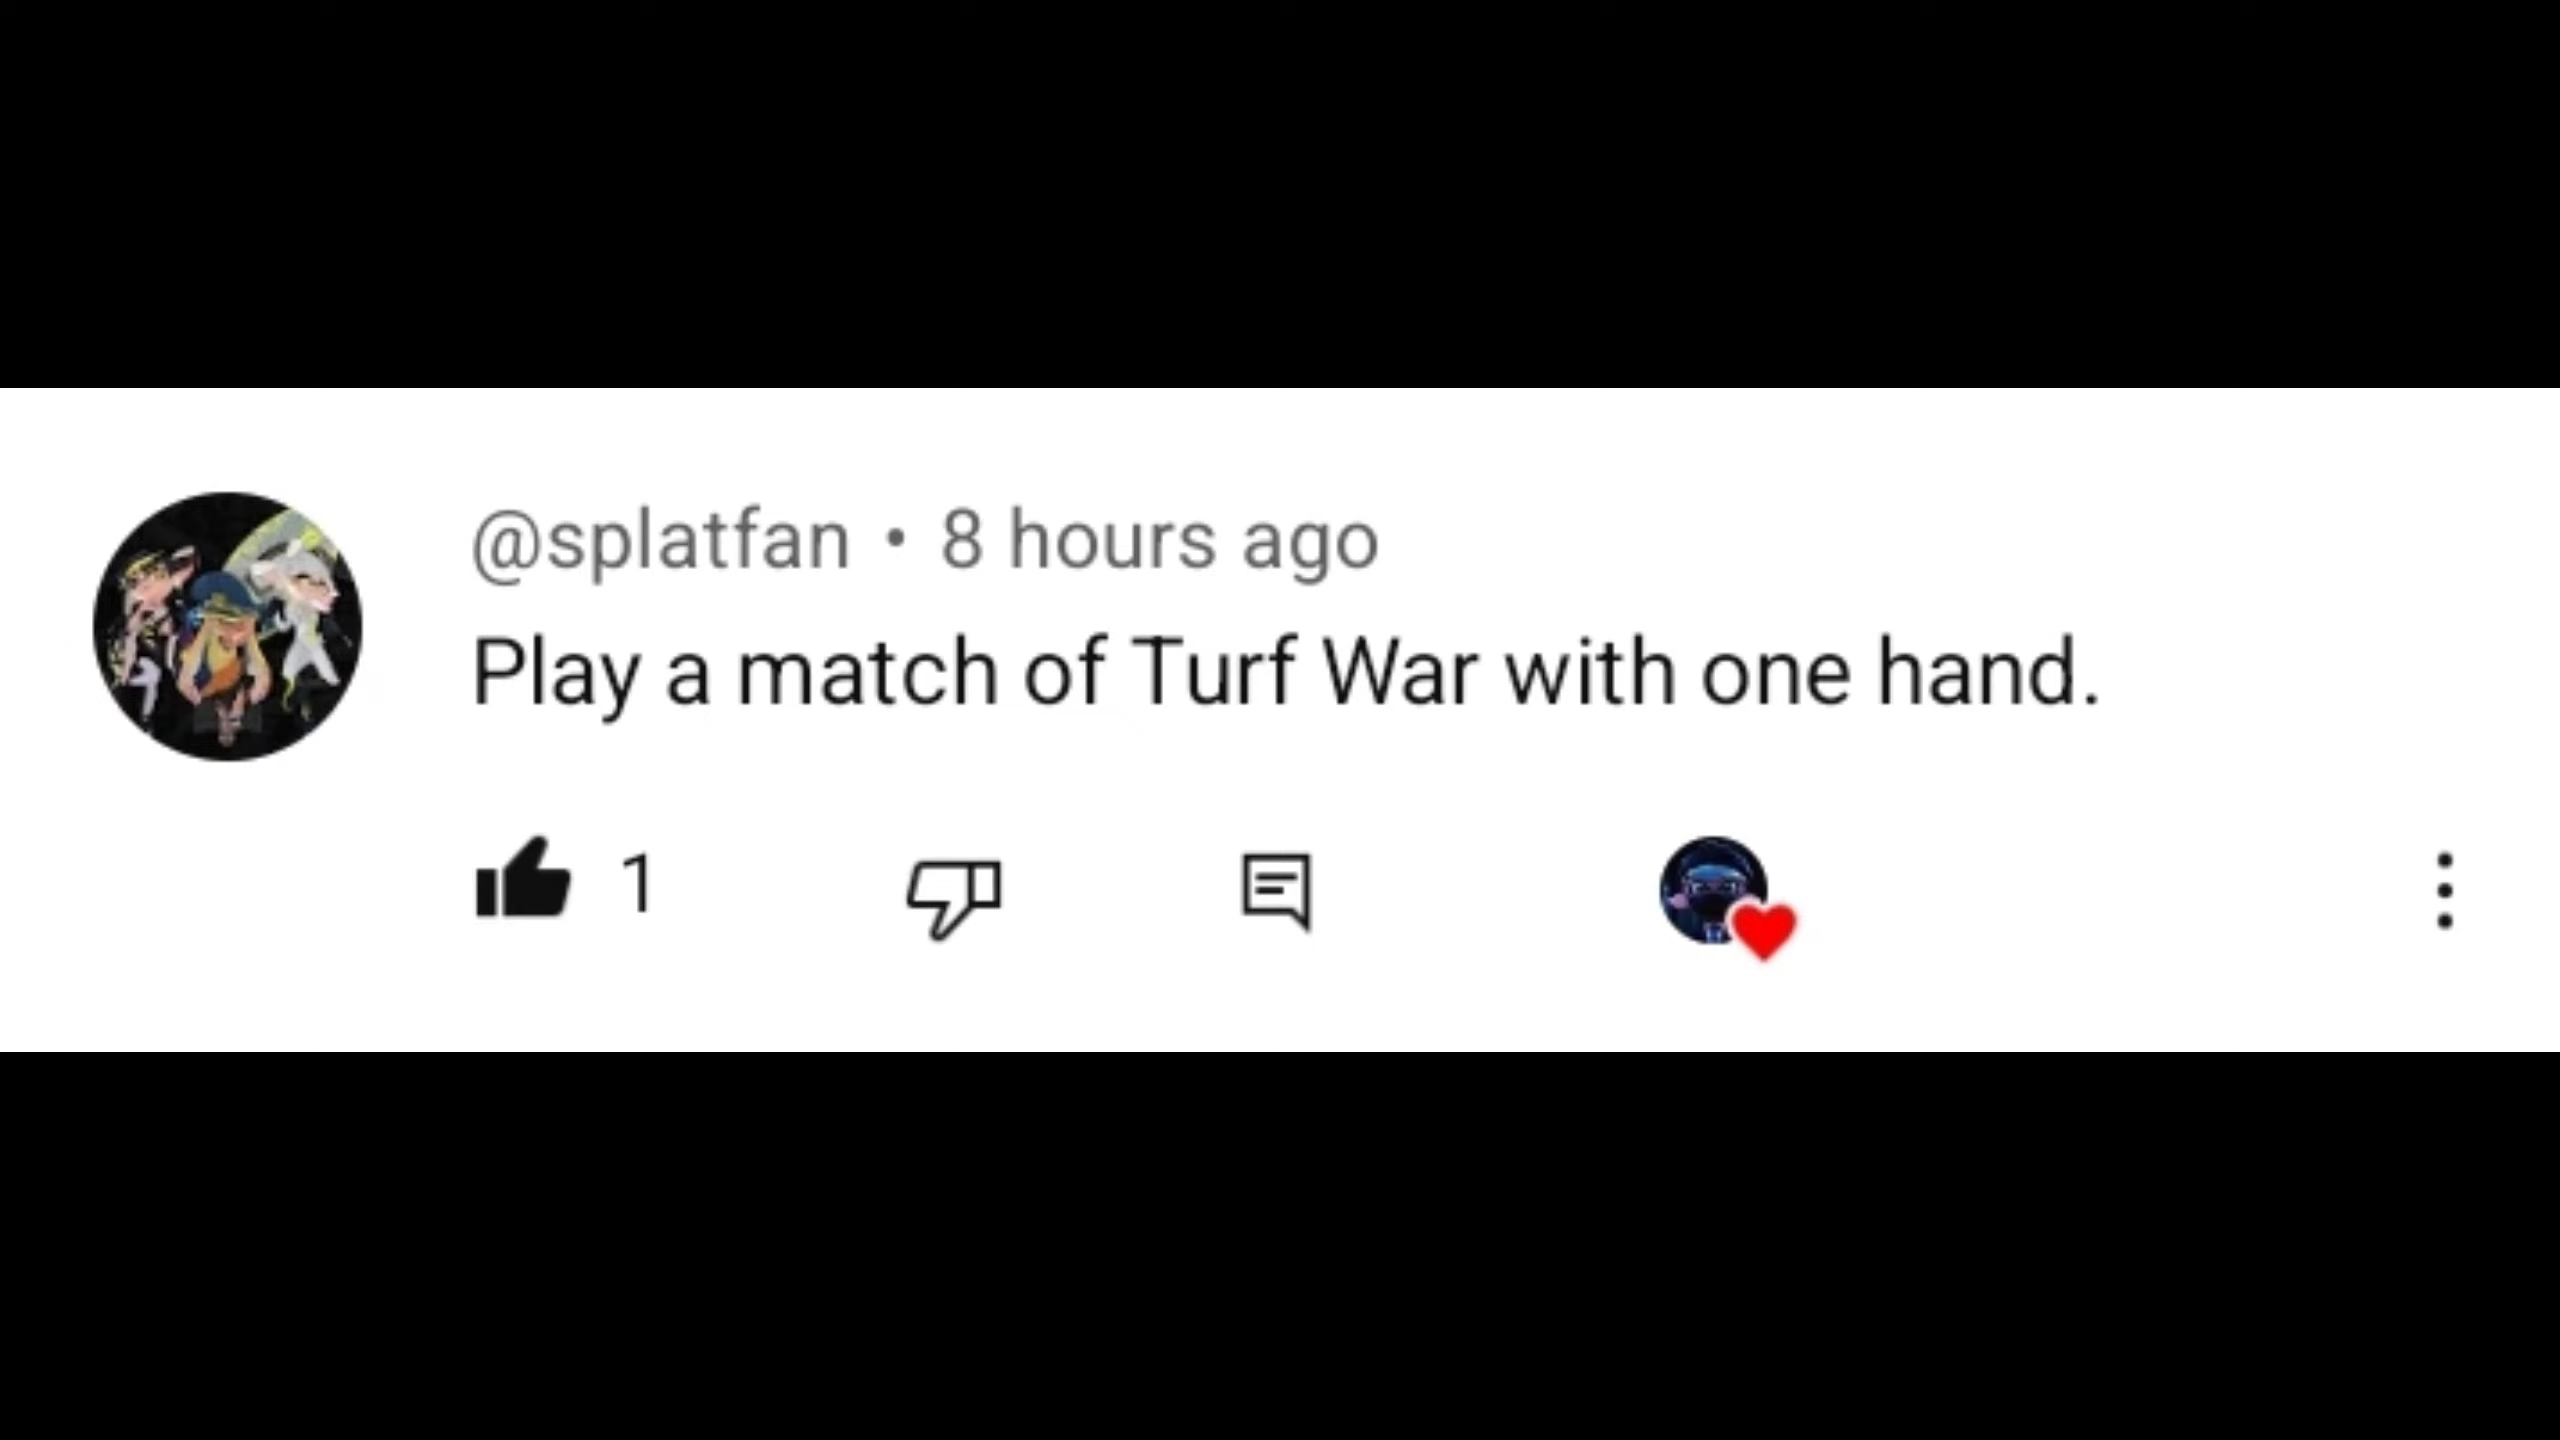 @splatfan • 8 hours ago
Play a match of Turf War with one hand.
1